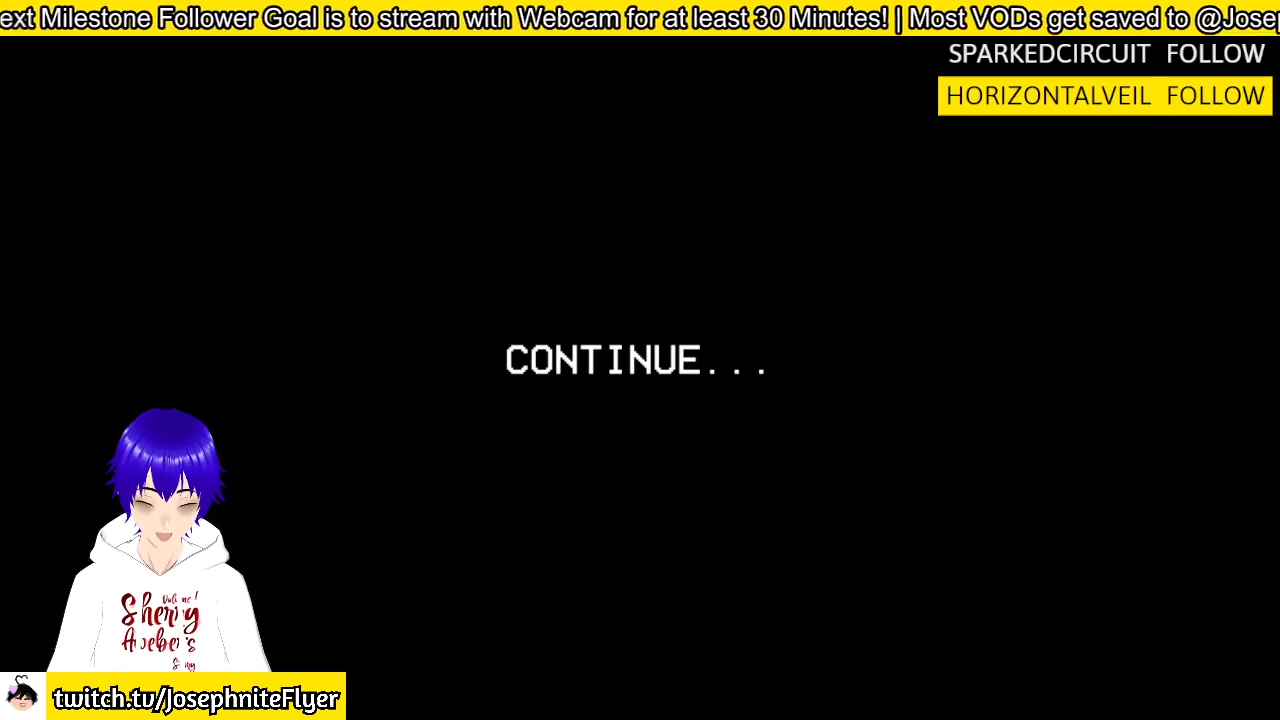 ext Milestone Follower Goal is to stream with Webcam for at least 30 Minutes! | Most VODs get saved to @Josep
SPARKEDCIRCUIT FOLLOW
HORIZONTALVEIL FOLLOW
CONTINUE...
twitch.tv/JosephniteFlyer